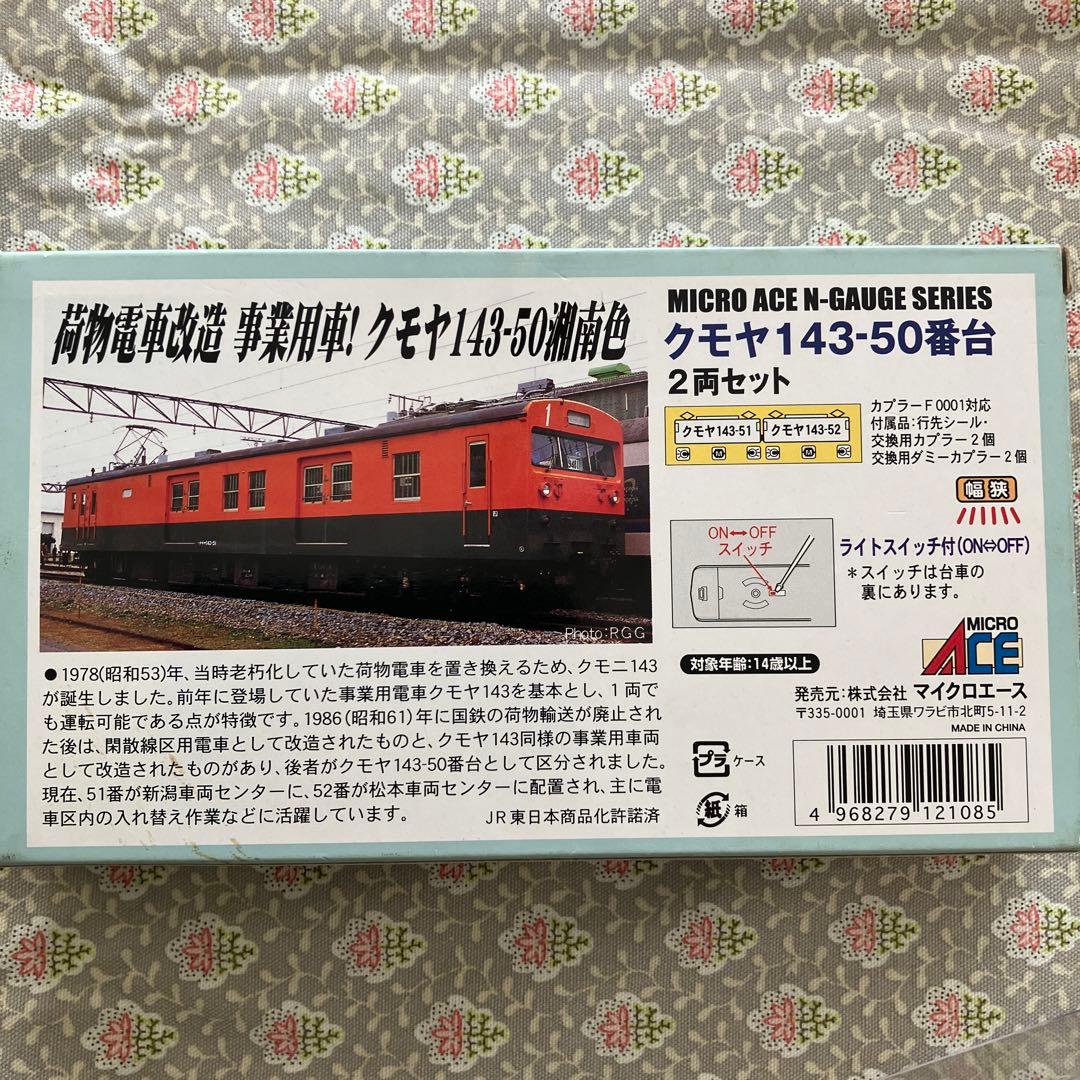 荷物電車改造 事業用車! クモヤ143-50湘南色
1
Photo:RGG
●1978(昭和53)年、当時老朽化していた荷物電車を置き換えるため、クモニ143
が誕生しました。前年に登場していた事業用電車クモヤ143を基本とし、1両で
も運転可能である点が特徴です。1986(昭和61)年に国鉄の荷物輸送が廃止され
た後は、閑散線区用電車として改造されたものと、クモヤ143同様の事業用車両
として改造されたものがあり、後者がクモヤ143-50番台として区分されました。
現在、51番が新潟車両センターに、52番が松本車両センターに配置され、主に電
車区内の入れ替え作業などに活躍しています。
JR東日本商品化許諾済
MICRO ACE N-GAUGE SERIES
クモヤ143-50番台
2両セット
クモヤ143-51
クモヤ143-52
M
M
カプラーF0001対応
付属品:行先シール・
交換用カプラー2個
交換用ダミーカプラー2個
幅狭
ON⇔OFF
スイッチ
ライトスイッチ付(ON⇔OFF)
*スイッチは台車の
裏にあります。
MICRO
ACE
対象年齢:14歳以上
発売元:株式会社 マイクロエース
〒335-0001 埼玉県ワラビ市北町5-11-2
MADE IN CHINA
プラ ケース
紙 箱
4 968279 121085